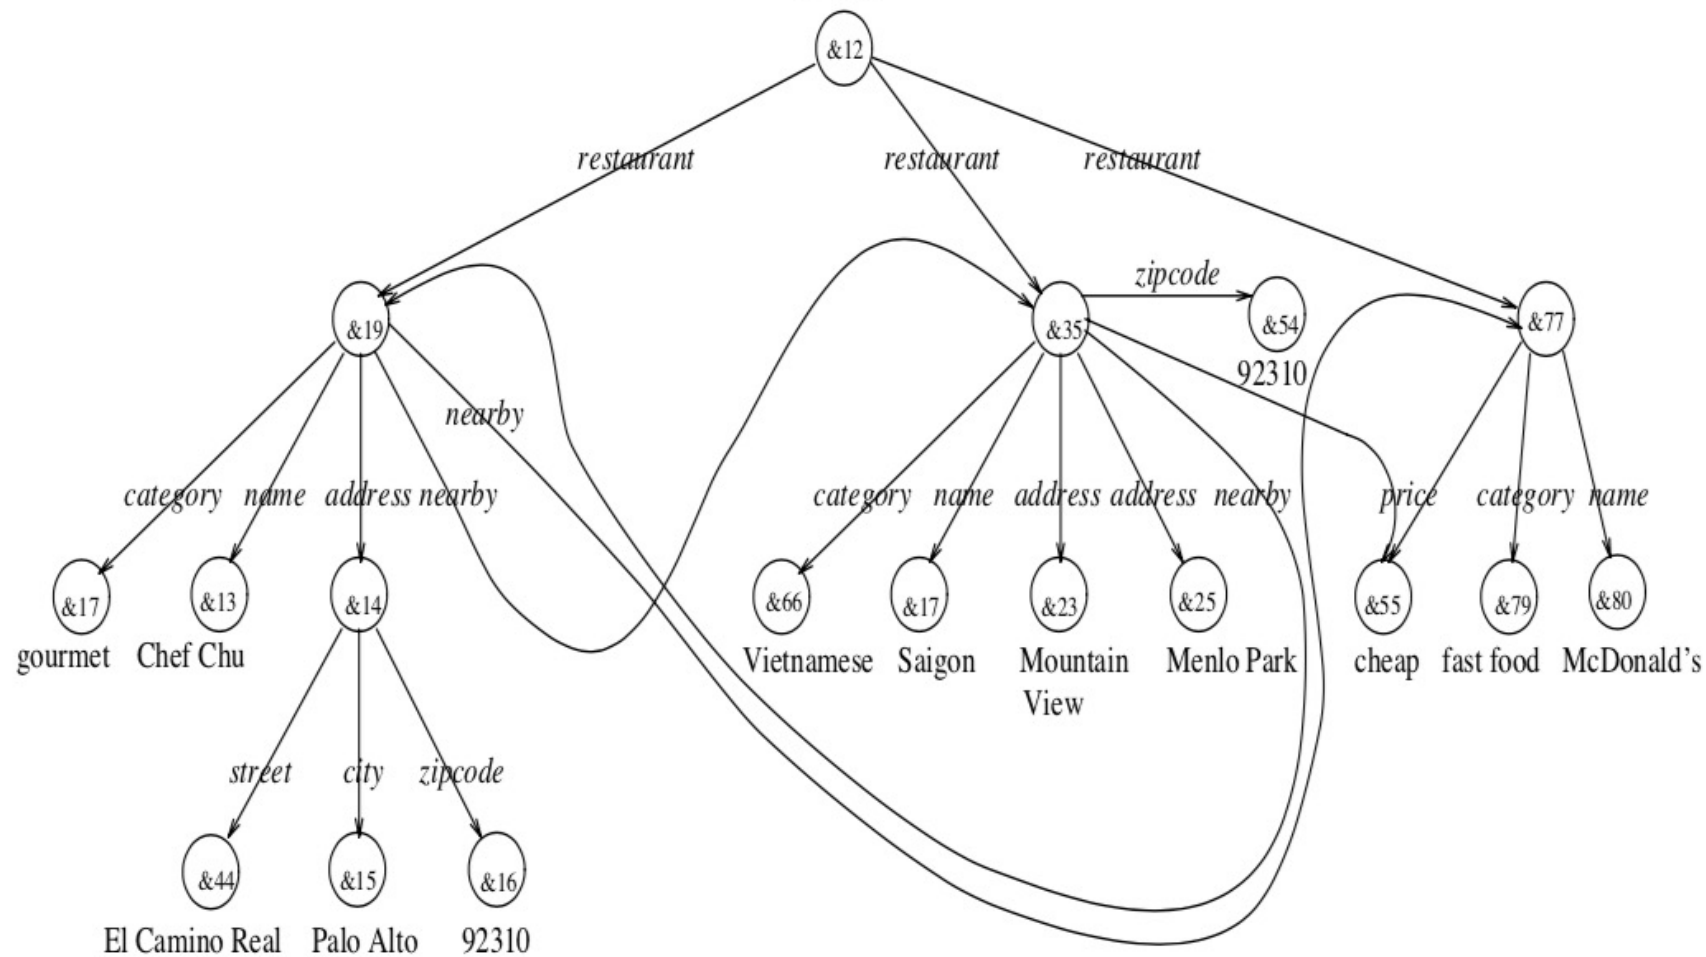 &12
restaurant restaurant restaurant
zipcode
&19 &35 &54 &77
92310
nearby
category name address nearby category name address address nearby price category name
&17 &13 &14 &66 &17 &23 &25 &55 &79 &80
gourmet Chef Chu Vietnamese Saigon Mountain Menlo Park cheap fast food McDonald's
View
street city zipcode
&44 &15 &16
El Camino Real Palo Alto 92310